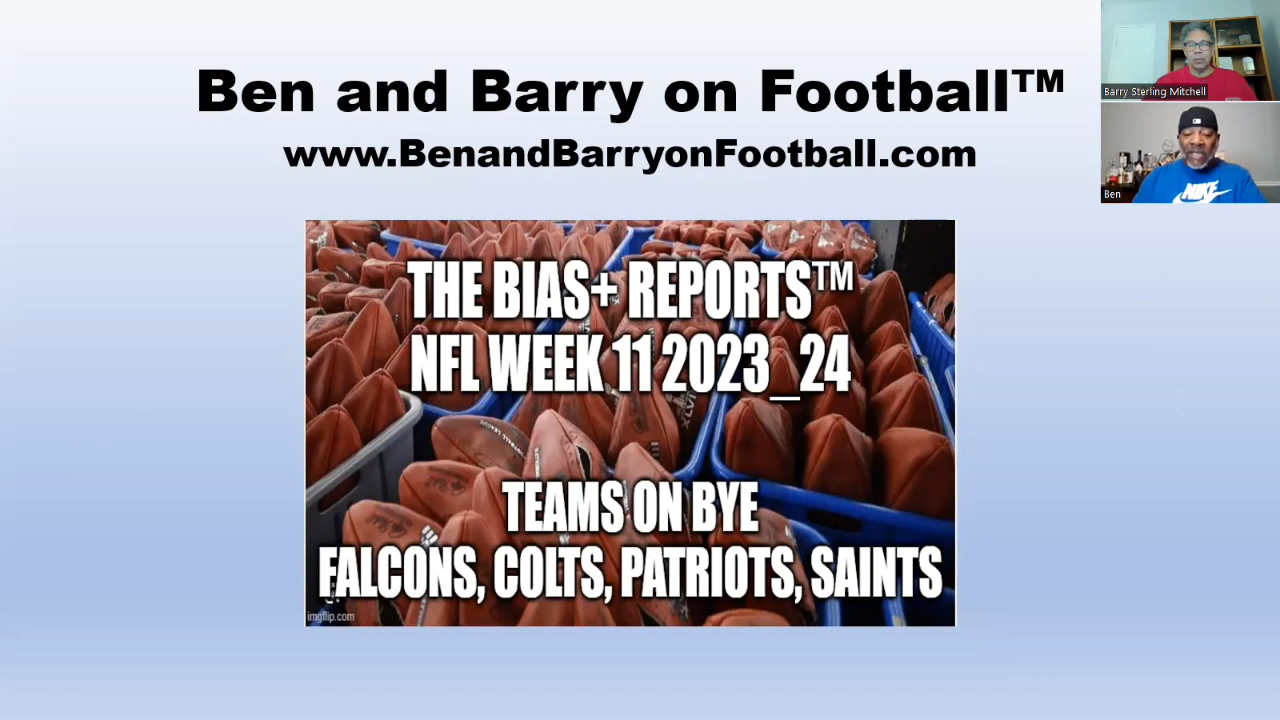 Ben and Barry on Football™
www.BenandBarryonFootball.com
Barry Sterling Mitchell
NIKE
Ben
THE BIAS+ REPORTS™
NFL WEEK 11 2023_24
XLVI
TEAMS ON BYE
FALCONS, COLTS, PATRIOTS, SAINTS
imgflip.com